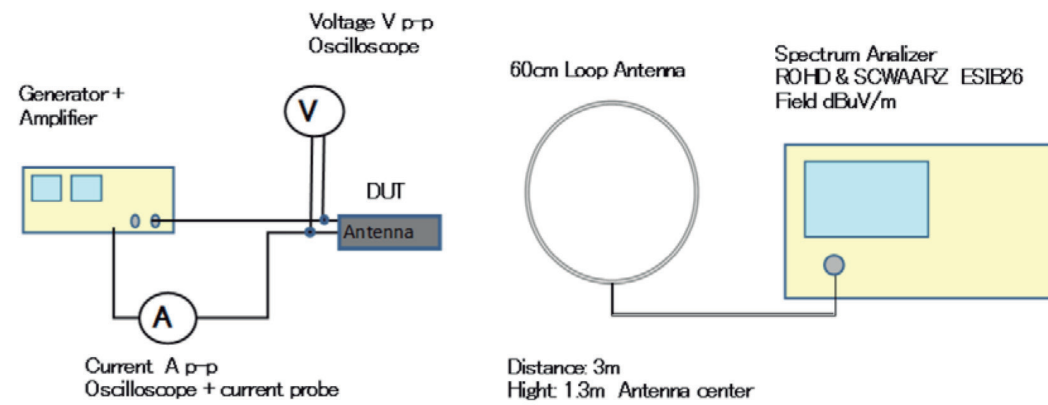 Voltage V p-p
Oscilloscope
Generator +
Amplifier
V
DUT
Antenna
A
Current A p-p
Oscilloscope + current probe
60cm Loop Antenna
Spectrum Analizer
ROHD & SCWAARZ ESIB26
Field dBuV/m
Distance: 3m
Hight: 1.3m Antenna center